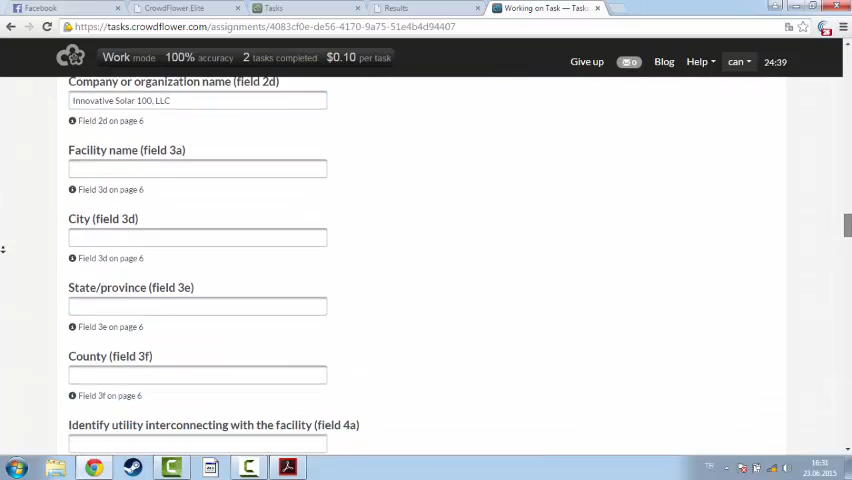 Facebook
CrowdFlower Elite
Tasks
Results
Working on Task — Task
https://tasks.crowdflower.com/assignments/4083cf0e-de56-4170-9a75-51e4b4d94407
Work mode 100% accuracy 2 tasks completed $0.10 per task
Give up
Blog
Help
can
24:39
Company or organization name (field 2d)
Innovative Solar 100, LLC
Field 2d on page 6
Facility name (field 3a)
Field 3d on page 6
City (field 3d)
Field 3d on page 6
State/province (field 3e)
Field 3e on page 6
County (field 3f)
Field 3f on page 6
Identify utility interconnecting with the facility (field 4a)
TR
16:31
23.06.2015